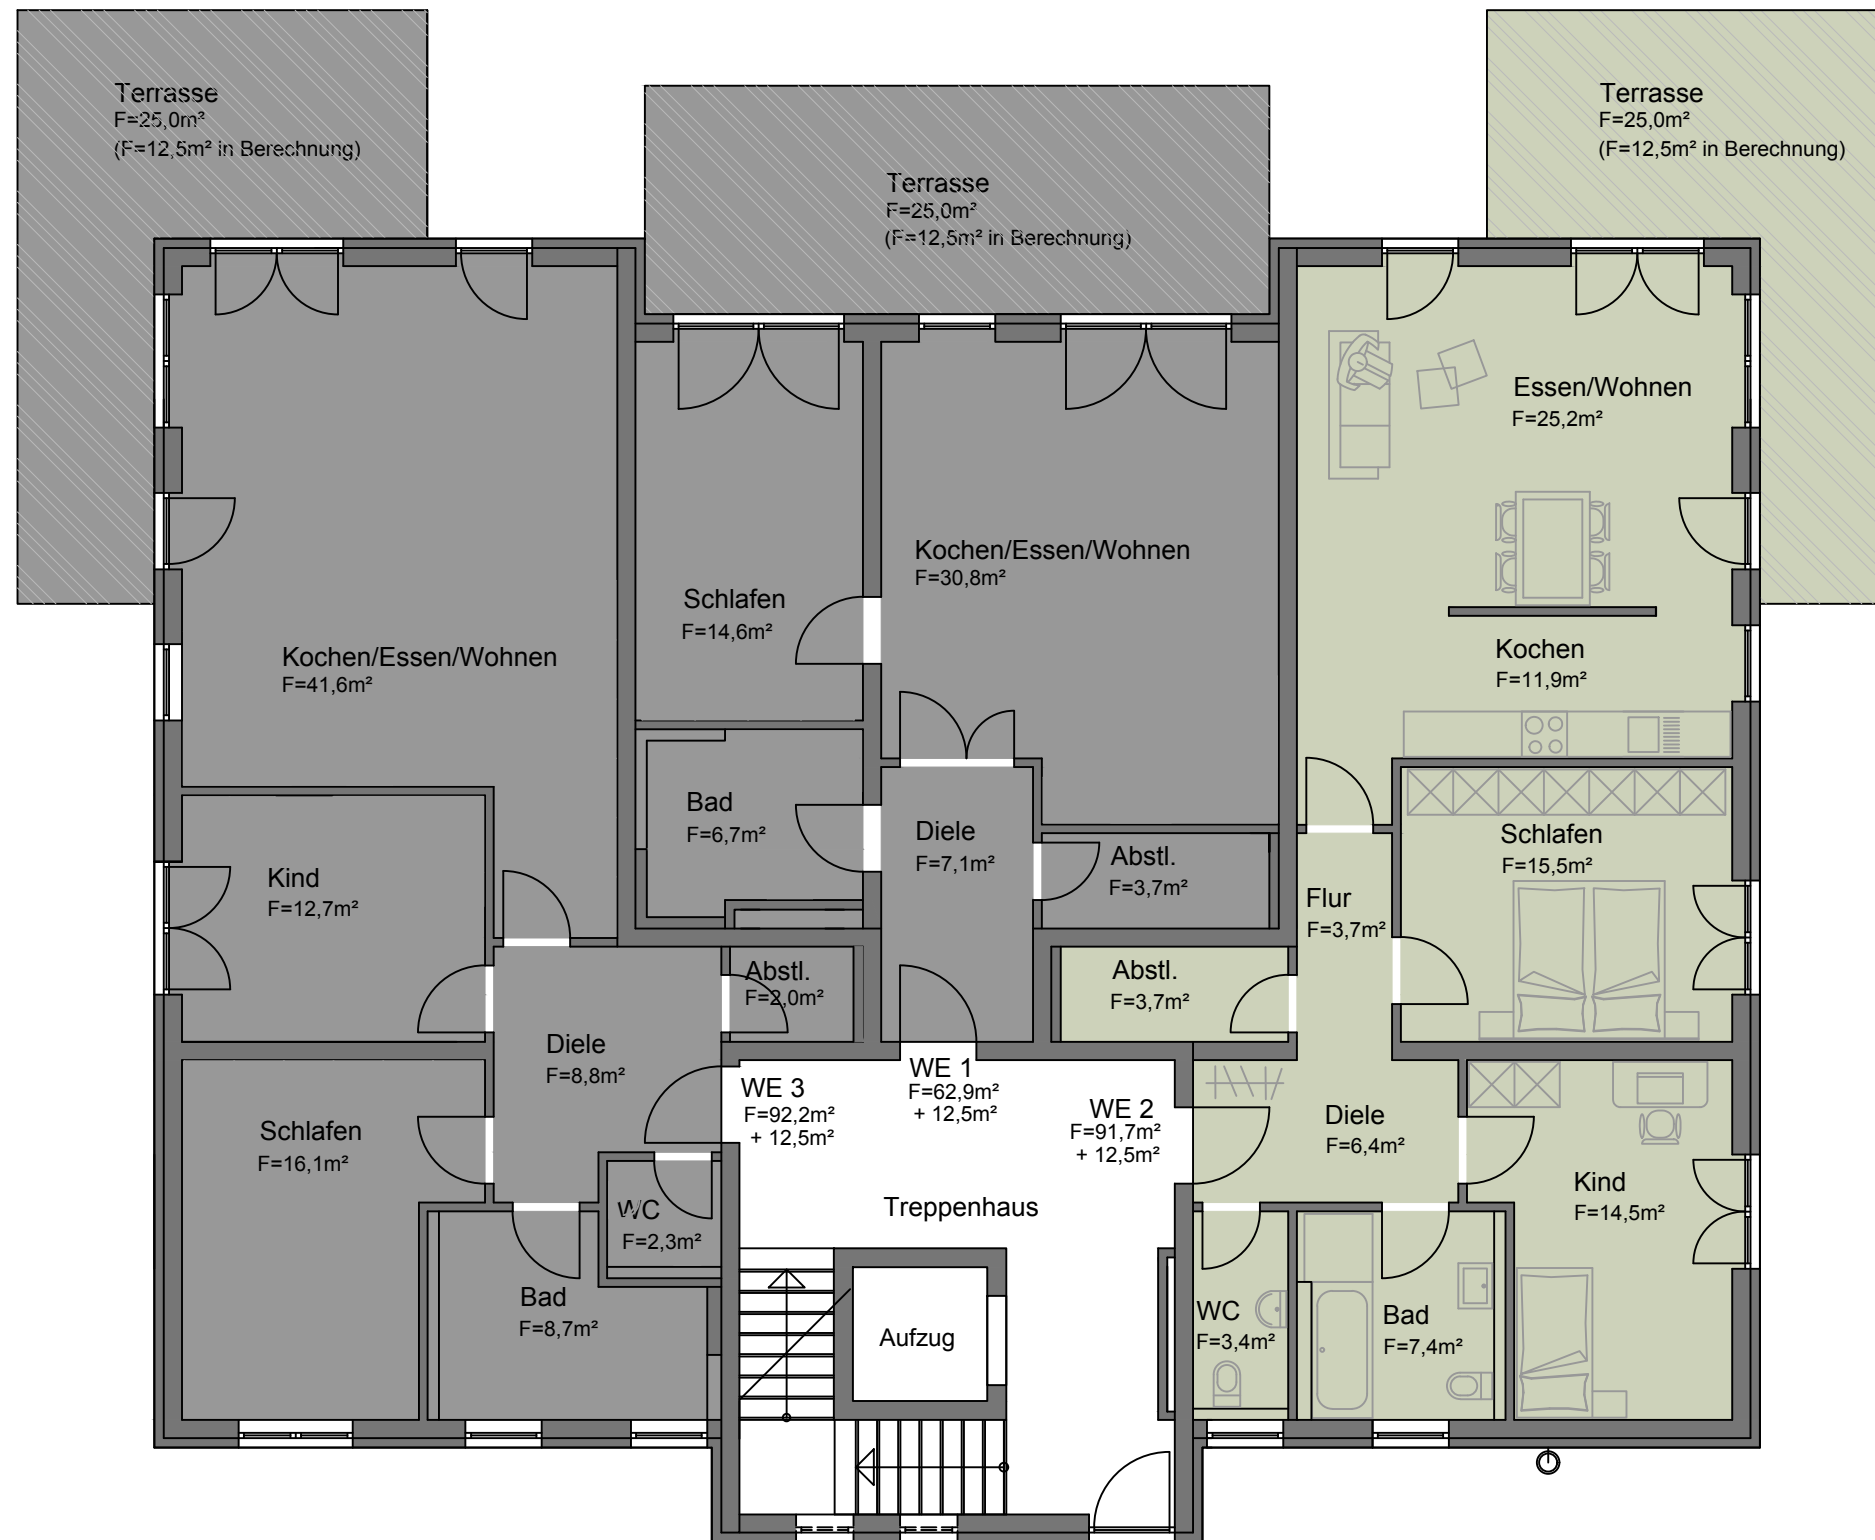 Terrasse
F=25,0m²
(F=12,5m² in Berechnung)
Terrasse
F=25,0m²
(F=12,5m² in Berechnung)
Terrasse
F=25,0m²
(F=12,5m² in Berechnung)
Kochen/Essen/Wohnen
F=41,6m²
Schlafen
F=14,6m²
Kochen/Essen/Wohnen
F=30,8m²
Essen/Wohnen
F=25,2m²
Kochen
F=11,9m²
Kind
F=12,7m²
Bad
F=6,7m²
Diele
F=7,1m²
Abstl.
F=3,7m²
Flur
F=3,7m²
Schlafen
F=15,5m²
Abstl.
F=2,0m²
Abstl.
F=3,7m²
Diele
F=8,8m²
WE 3
F=92,2m²
+ 12,5m²
WE 1
F=62,9m²
+ 12,5m²
WE 2
F=91,7m²
+ 12,5m²
Diele
F=6,4m²
Schlafen
F=16,1m²
Kind
F=14,5m²
WC
F=2,3m²
Treppenhaus
Bad
F=8,7m²
Aufzug
WC
F=3,4m²
Bad
F=7,4m²